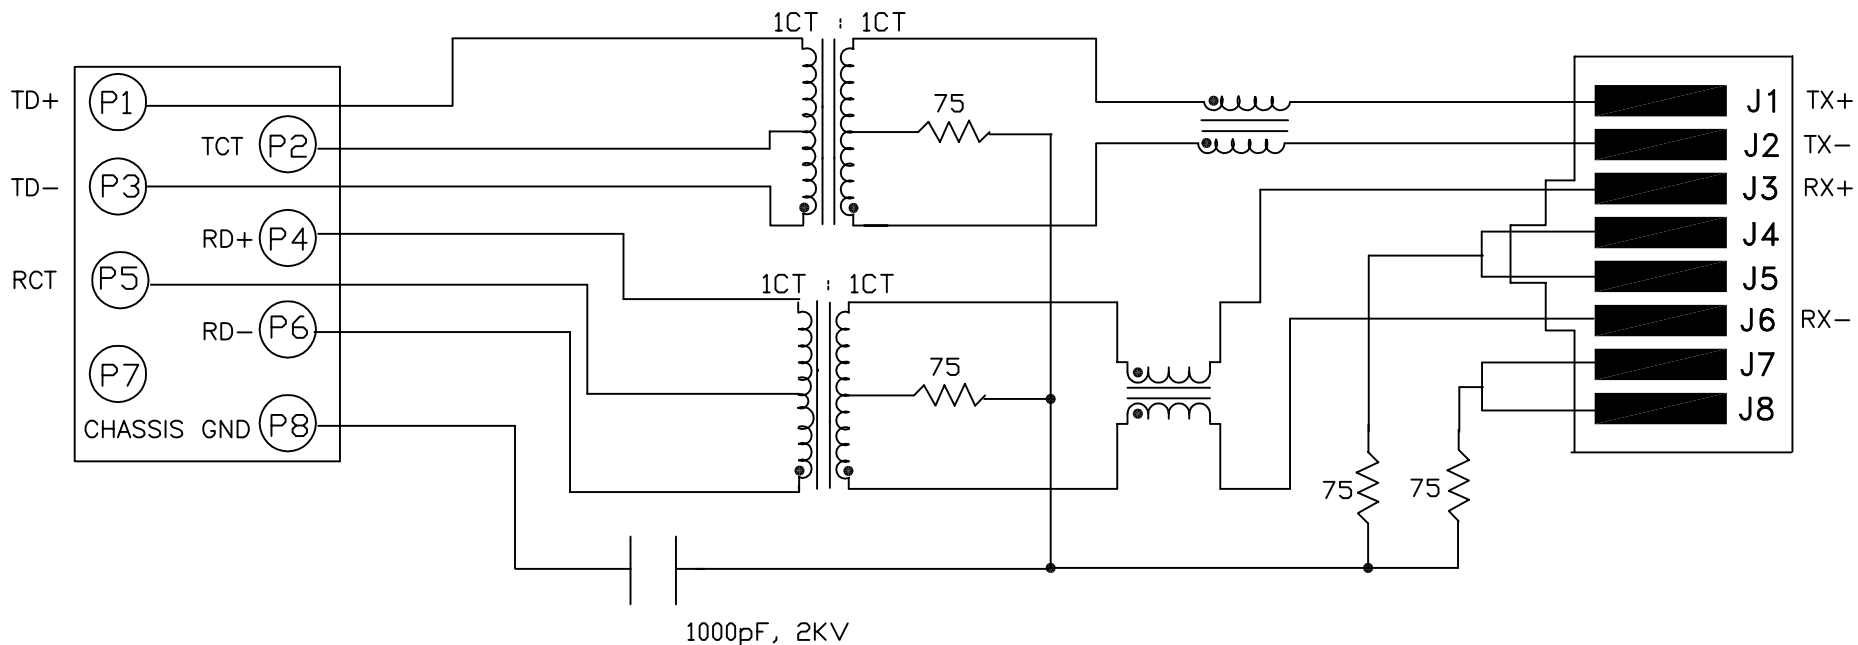 1CT : 1CT
TD+ P1
TCT P2
TD- P3
RD+ P4
RCT P5
RD- P6
P7
CHASSIS GND P8
75
1CT : 1CT
75
J1 TX+
J2 TX-
J3 RX+
J4
J5
J6 RX-
J7
J8
75 75
1000pF, 2KV